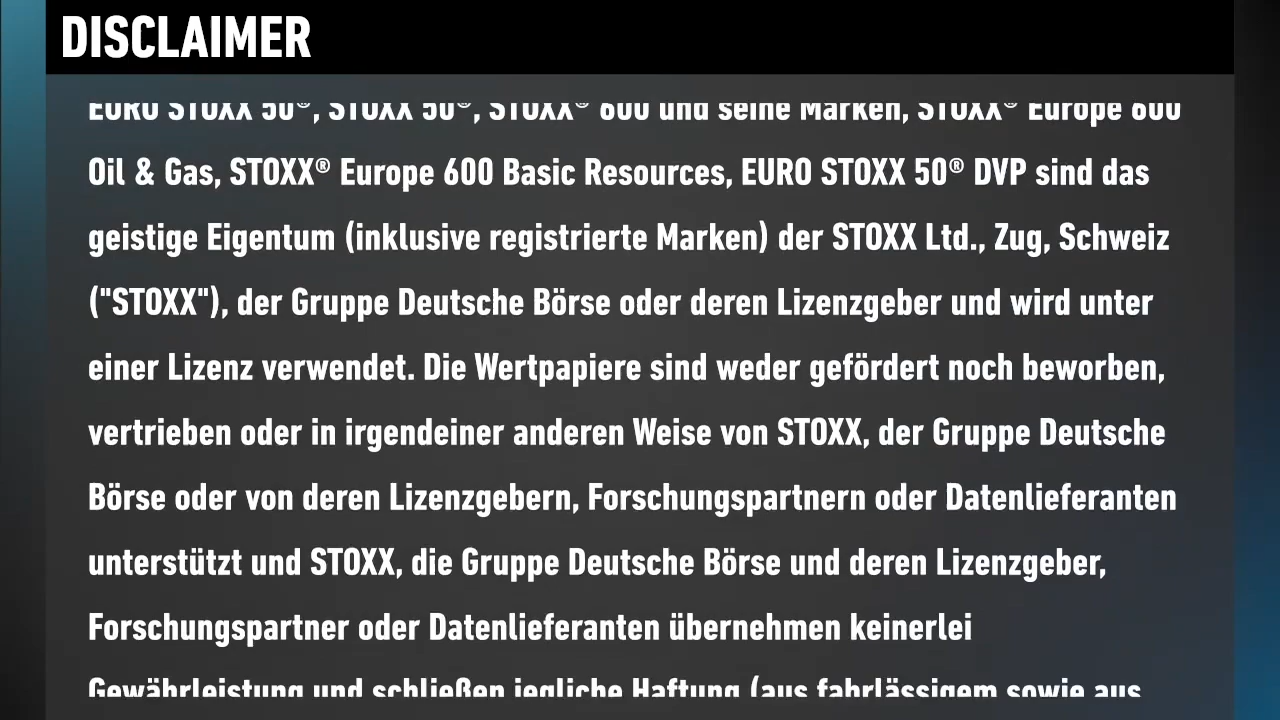 DISCLAIMER
EURO STOXX 50®, STOXX 50®, STOXX® 600 und seine Marken, STOXX® Europe 600
Oil & Gas, STOXX® Europe 600 Basic Resources, EURO STOXX 50® DVP sind das
geistige Eigentum (inklusive registrierte Marken) der STOXX Ltd., Zug, Schweiz
("STOXX"), der Gruppe Deutsche Börse oder deren Lizenzgeber und wird unter
einer Lizenz verwendet. Die Wertpapiere sind weder gefördert noch beworben,
vertrieben oder in irgendeiner anderen Weise von STOXX, der Gruppe Deutsche
Börse oder von deren Lizenzgebern, Forschungspartnern oder Datenlieferanten
unterstützt und STOXX, die Gruppe Deutsche Börse und deren Lizenzgeber,
Forschungspartner oder Datenlieferanten übernehmen keinerlei
Gewährleistung und schließen jegliche Haftung (aus fahrlässigem sowie aus